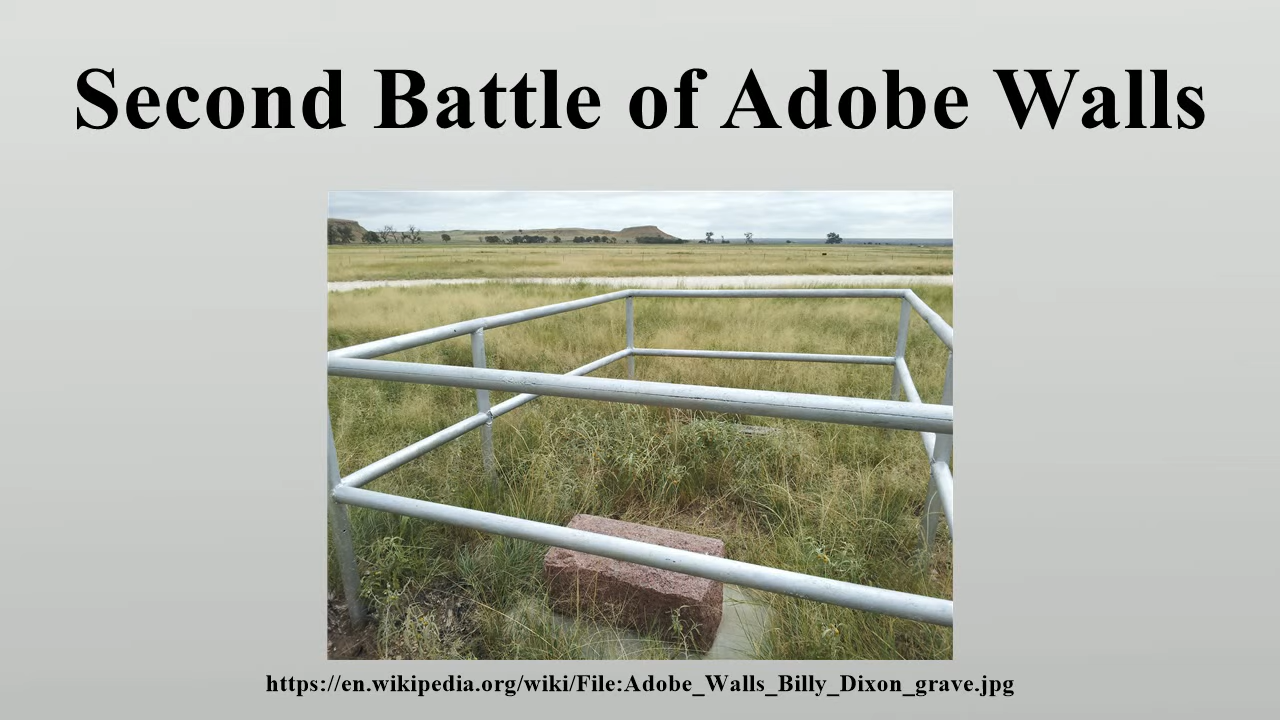 Second Battle of Adobe Walls
https://en.wikipedia.org/wiki/File:Adobe_Walls_Billy_Dixon_grave.jpg